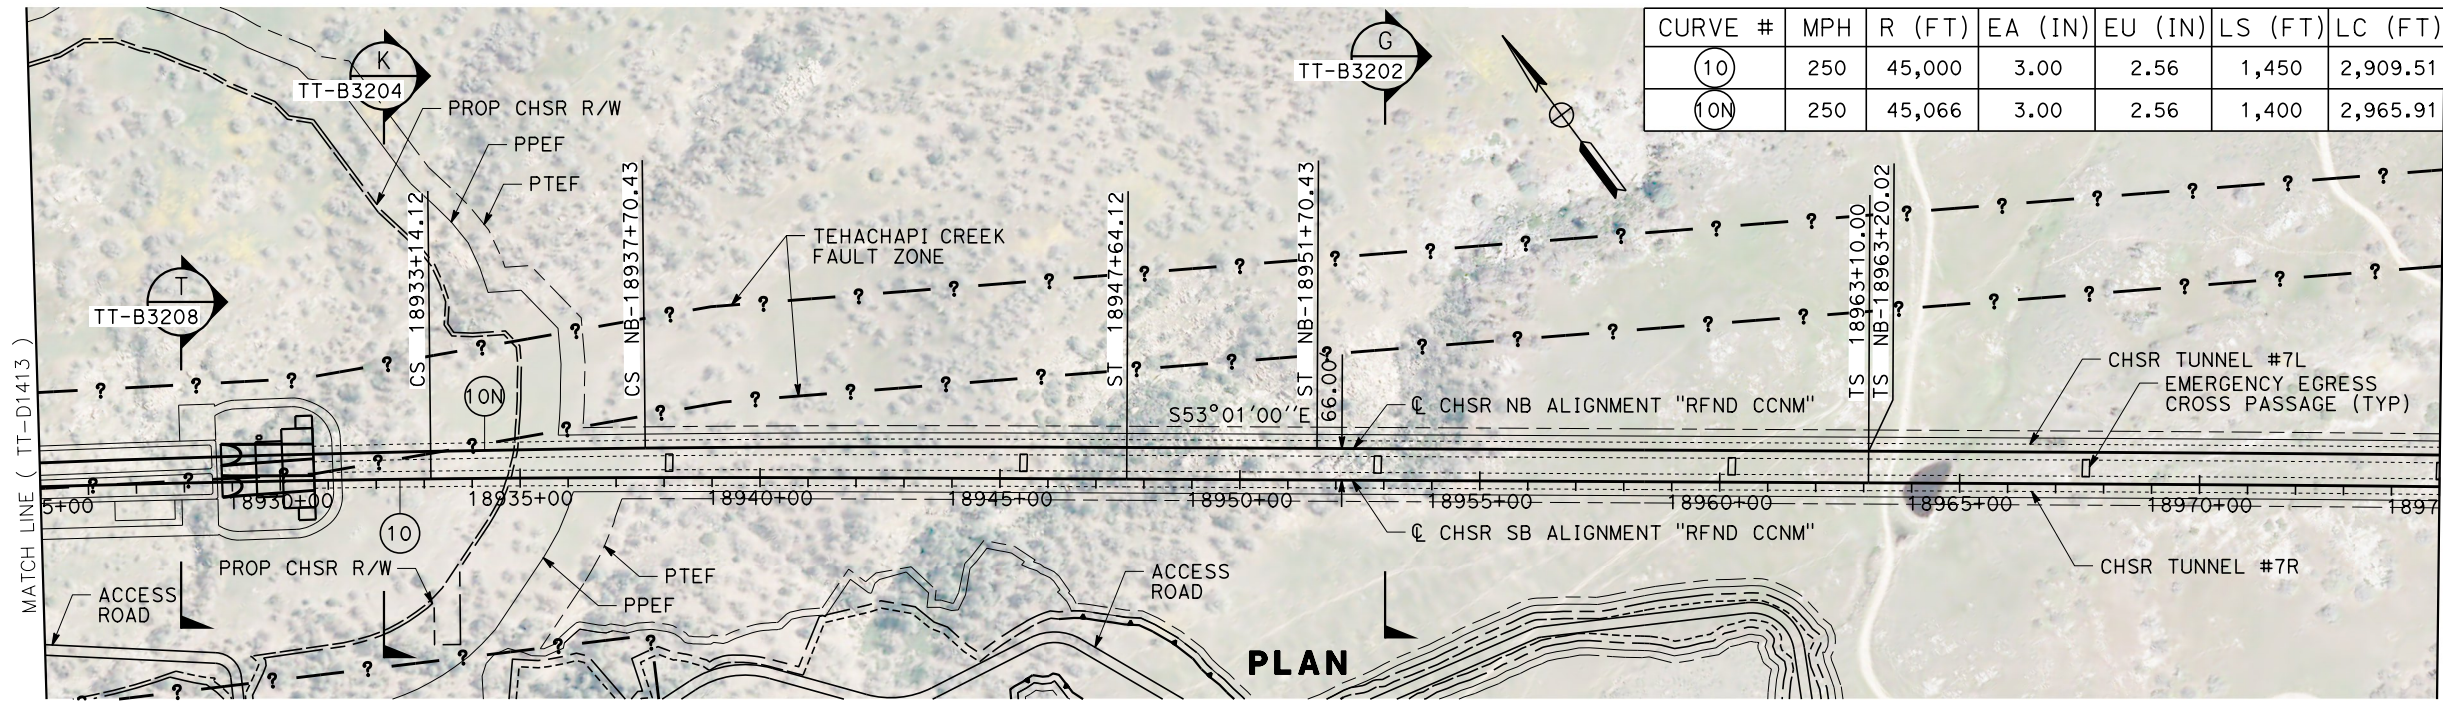 CURVE # MPH R (FT) EA (IN) EU (IN) LS (FT) LC (FT)
10 250 45,000 3.00 2.56 1,450 2,909.51
10N 250 45,066 3.00 2.56 1,400 2,965.91
K
TT-B3204
G
TT-B3202
PROP CHSR R/W
PPEF
PTEF
T
TT-B3208
CS 18933+14.12
CS NB-18937+70.43
TEHACHAPI CREEK
FAULT ZONE
ST 18947+64.12
ST NB-18951+70.43
TS 18963+10.00
TS NB-18963+20.02
MATCH LINE ( TT-D1413 )
10N
S53°01'00''E
66.00'
℄ CHSR NB ALIGNMENT "RFND CCNM"
CHSR TUNNEL #7L
EMERGENCY EGRESS
CROSS PASSAGE (TYP)
5+00 18930+00 18935+00 18940+00 18945+00 18950+00 18955+00 18960+00 18965+00 18970+00 1897
10
℄ CHSR SB ALIGNMENT "RFND CCNM"
CHSR TUNNEL #7R
PROP CHSR R/W
PTEF
PPEF
ACCESS
ROAD
ACCESS
ROAD
PLAN